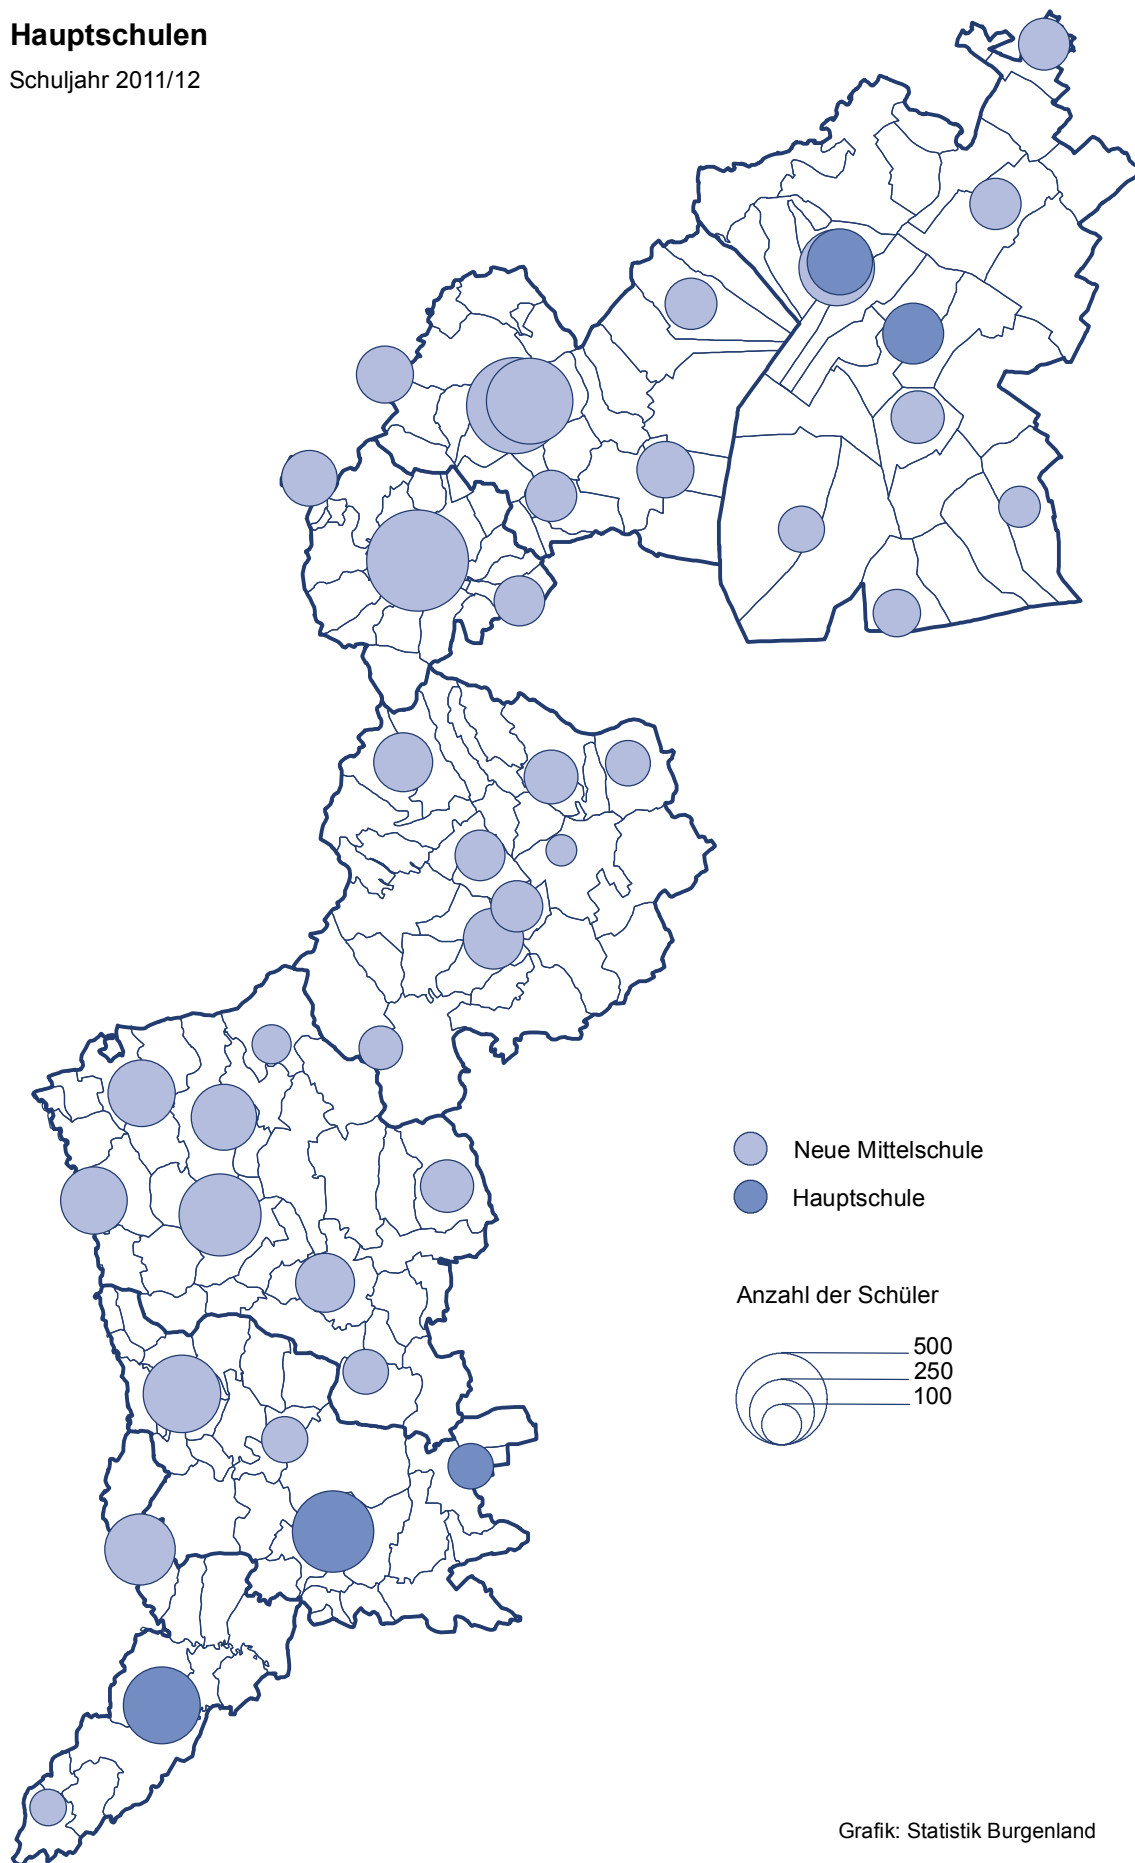 Hauptschulen
Schuljahr 2011/12
Neue Mittelschule
Hauptschule
Anzahl der Schüler
500
250
100
Grafik: Statistik Burgenland